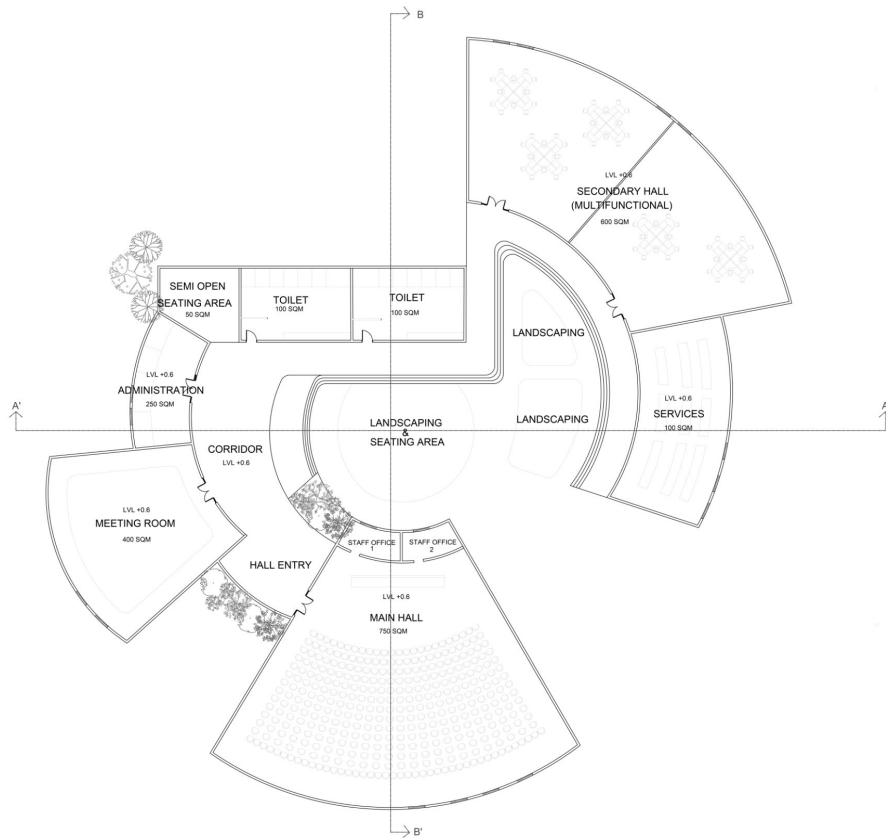 B
LVL +0.6
SECONDARY HALL
(MULTIFUNCTIONAL)
600 SQM
SEMI OPEN
SEATING AREA
50 SQM
TOILET
100 SQM
TOILET
100 SQM
LANDSCAPING
LVL +0.6
ADMINISTRATION
250 SQM
A'
A
LVL +0.6
SERVICES
100 SQM
LANDSCAPING
LANDSCAPING
&
SEATING AREA
CORRIDOR
LVL +0.6
LVL +0.6
MEETING ROOM
400 SQM
STAFF OFFICE
1
STAFF OFFICE
2
HALL ENTRY
LVL +0.6
MAIN HALL
750 SQM
B'